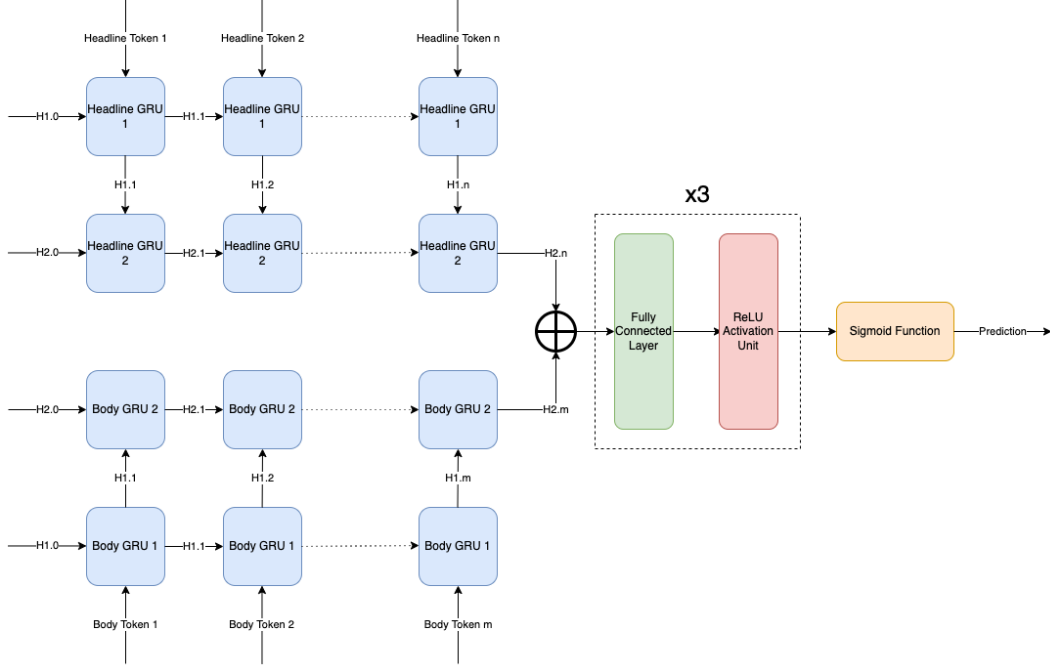 Headline Token 1
Headline Token 2
Headline Token n
H1.0
Headline GRU
1
H1.1
Headline GRU
1
Headline GRU
1
H1.1
H1.2
H1.n
x3
H2.0
Headline GRU
2
H2.1
Headline GRU
2
Headline GRU
2
H2.n
Fully
Connected
Layer
ReLU
Activation
Unit
Sigmoid Function
Prediction
H2.0
Body GRU 2
H2.1
Body GRU 2
Body GRU 2
H2.m
H1.1
H1.2
H1.m
H1.0
Body GRU 1
H1.1
Body GRU 1
Body GRU 1
Body Token 1
Body Token 2
Body Token m